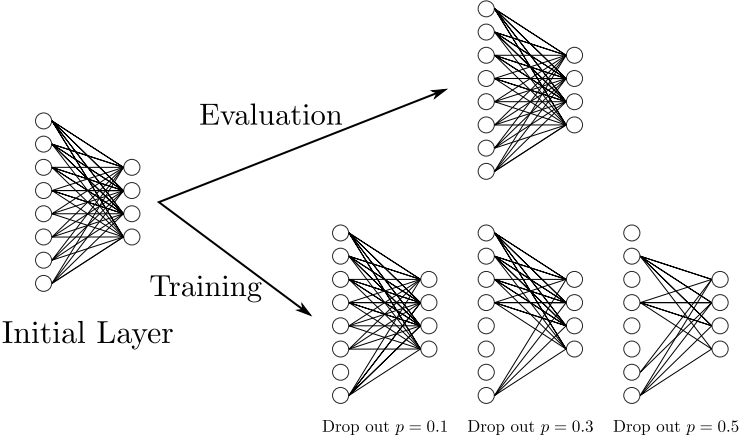 Evaluation
Training
Initial Layer
Drop out p = 0.1
Drop out p = 0.3
Drop out p = 0.5